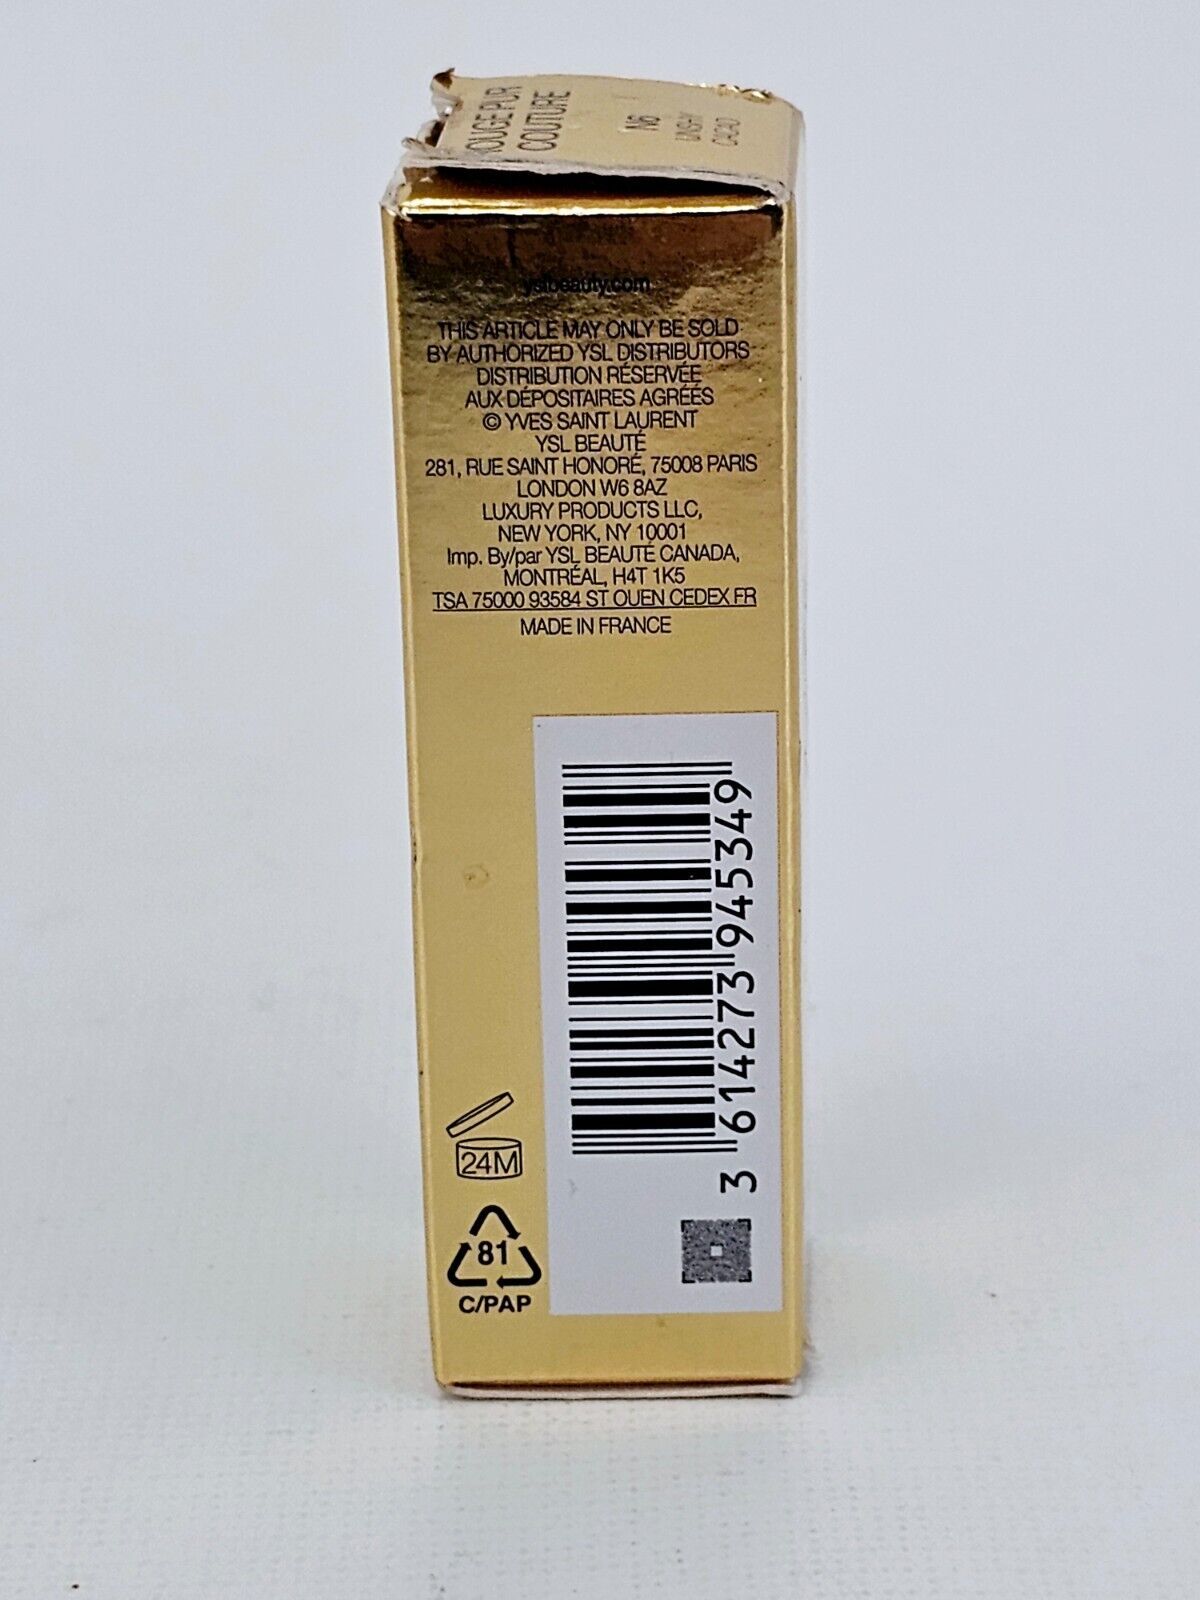 ROUGE PUR
COUTURE
N6
UNSHY
CACAO
yslbeauty.com
THIS ARTICLE MAY ONLY BE SOLD
BY AUTHORIZED YSL DISTRIBUTORS
DISTRIBUTION RÉSERVÉE
AUX DÉPOSITAIRES AGRÉÉS
© YVES SAINT LAURENT
YSL BEAUTÉ
281, RUE SAINT HONORÉ, 75008 PARIS
LONDON W6 8AZ
LUXURY PRODUCTS LLC,
NEW YORK, NY 10001
Imp. By/par YSL BEAUTÉ CANADA,
MONTRÉAL, H4T 1K5
TSA 75000 93584 ST OUEN CEDEX FR
MADE IN FRANCE
3 614273 945349
24M
81
C/PAP